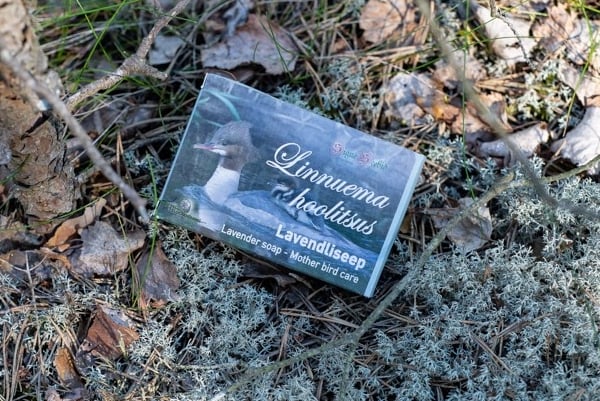 Linnuema
hoolitsus
Lavendliseep
Lavender soap - Mother bird care